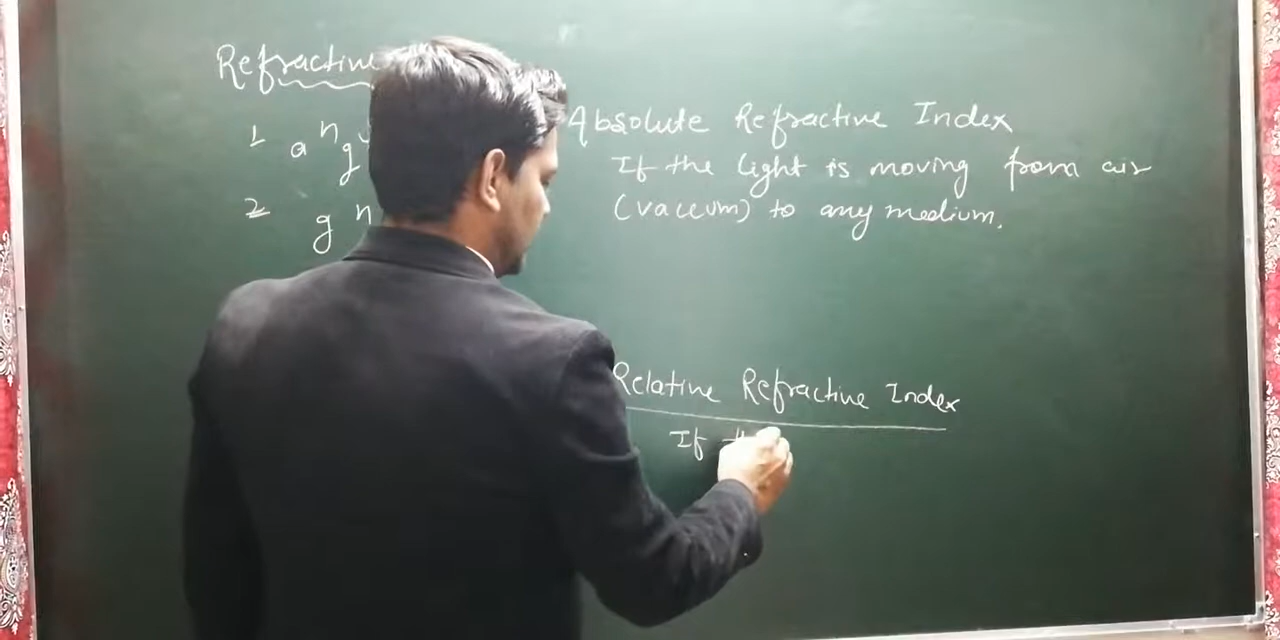 Refractive
1 a n g
2 g n
Absolute Refractive Index
If the light is moving from air
(vaccum) to any medium.
Relative Refractive Index
If